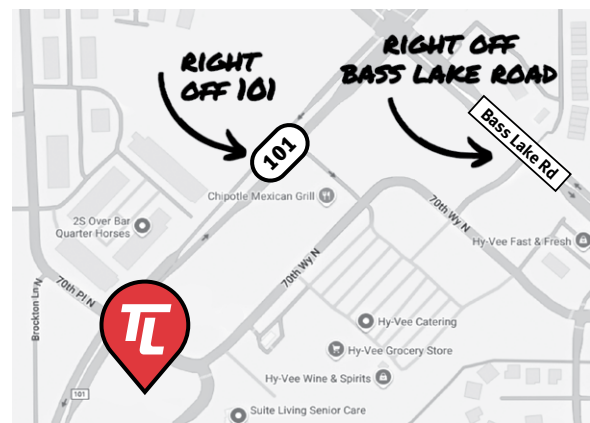 RIGHT
OFF 101
RIGHT OFF
BASS LAKE ROAD
101
Bass Lake Rd
Chipotle Mexican Grill
70th Wy N
2S Over Bar
Quarter Horses
Hy-Vee Fast & Fresh
70th Wy N
70th Pl N
Brockton Ln N
TL
Hy-Vee Catering
Hy-Vee Grocery Store
Hy-Vee Wine & Spirits
101
Suite Living Senior Care